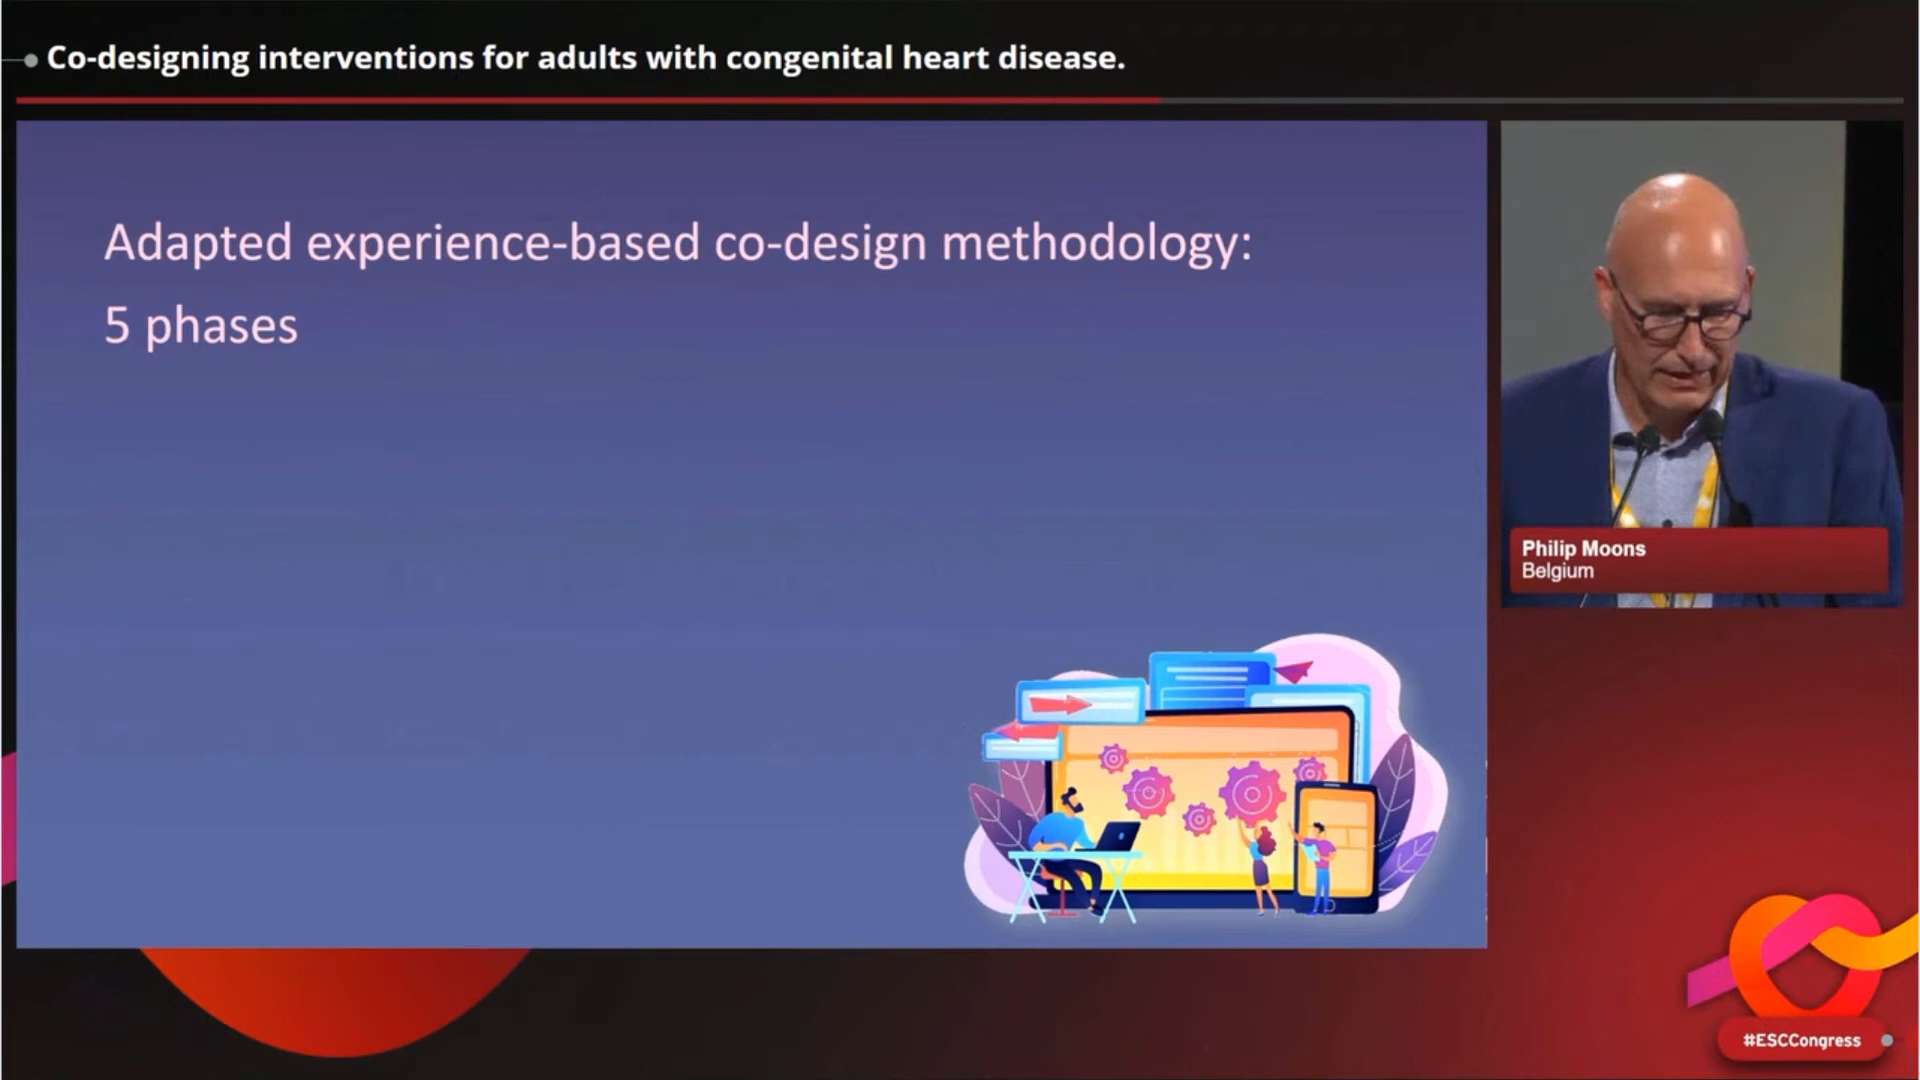 Co-designing interventions for adults with congenital heart disease.
Adapted experience-based co-design methodology:
5 phases
Philip Moons
Belgium
#ESCCongress